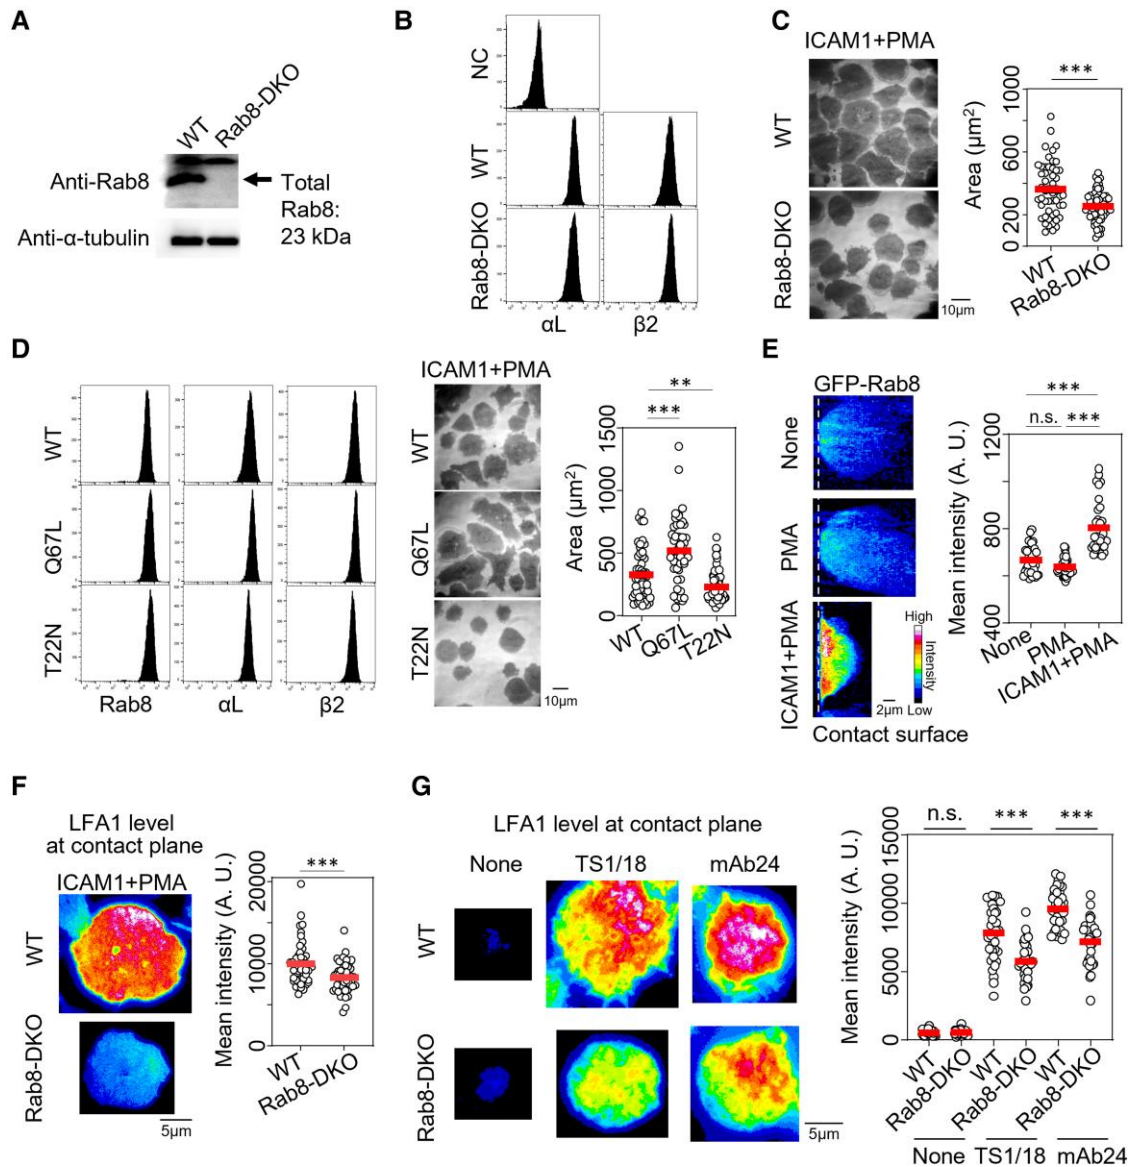 A
WT
Rab8-DKO
Anti-Rab8
Total
Rab8:
23 kDa
Anti-α-tubulin
B
NC
WT
Rab8-DKO
αL
β2
C
ICAM1+PMA
WT
Rab8-DKO
10μm
***
Area (μm²)
1000
600
200
0
WT
Rab8-DKO
D
WT
Q67L
T22N
Rab8
αL
β2
ICAM1+PMA
WT
Q67L
T22N
10μm
**
***
Area (μm²)
1500
1000
500
0
WT
Q67L
T22N
E
GFP-Rab8
None
PMA
ICAM1+PMA
High
Intensity
Low
2μm
Contact surface
***
n.s.
***
Mean intensity (A. U.)
1200
800
400
None
PMA
ICAM1+PMA
F
LFA1 level
at contact plane
ICAM1+PMA
WT
Rab8-DKO
5μm
***
Mean intensity (A. U.)
20000
10000
0
WT
Rab8-DKO
G
LFA1 level at contact plane
None
TS1/18
mAb24
WT
Rab8-DKO
5μm
n.s.
***
***
Mean intensity (A. U.)
15000
10000
5000
0
WT
Rab8-DKO
WT
Rab8-DKO
WT
Rab8-DKO
None
TS1/18
mAb24